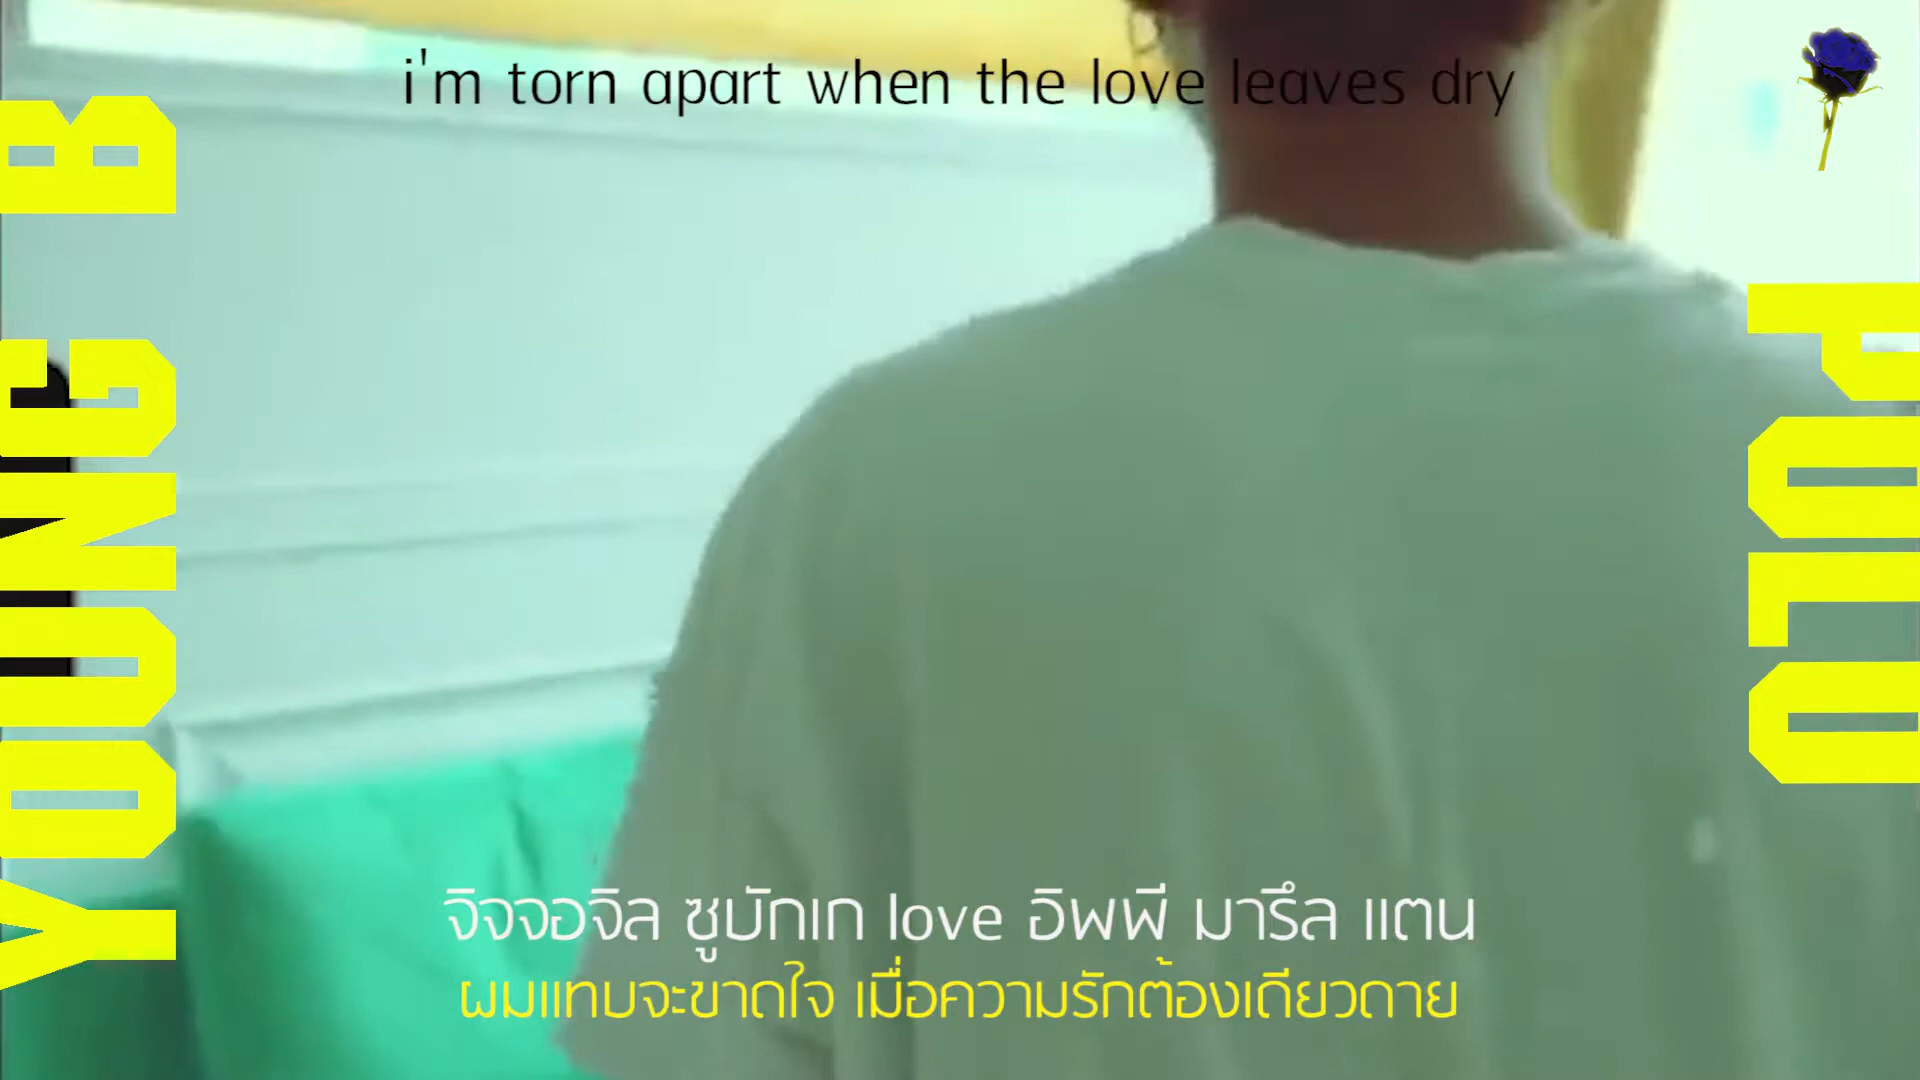 i'm torn apart when the love leaves dry
YOUNG B
POLO
จิจจอจิล ซูบักเก love อิพพี มารึล แตน
ผมแทบจะขาดใจ เมื่อความรักต้องเดียวดาย